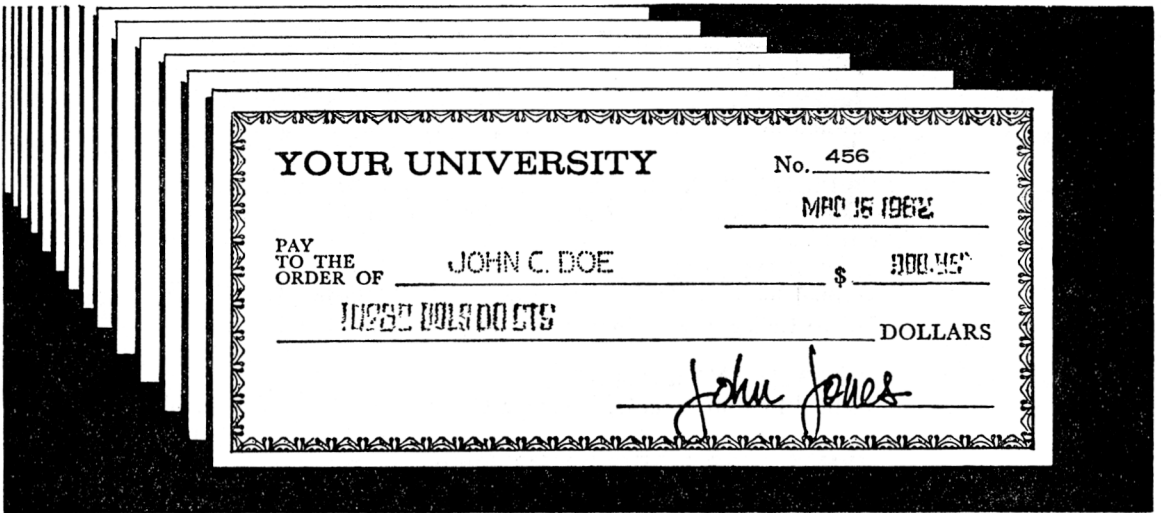 YOUR UNIVERSITY
No. 456
PAY
TO THE
ORDER OF
JOHN C. DOE
$
DOLLARS
John Jones